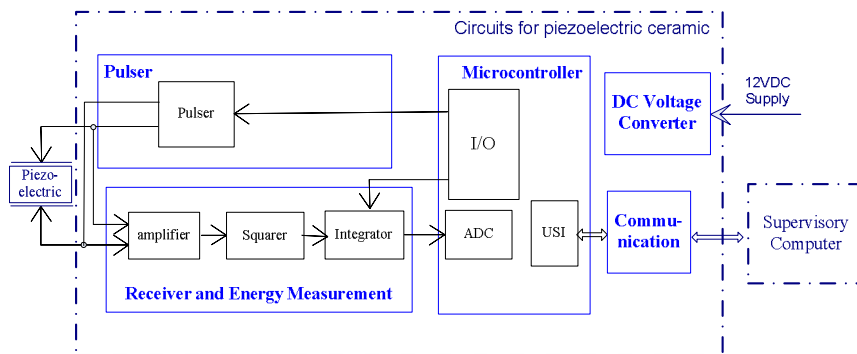 Circuits for piezoelectric ceramic
Pulser
Pulser
Microcontroller
I/O
DC Voltage
Converter
12VDC
Supply
Piezo-
electric
amplifier
Squarer
Integrator
ADC
USI
Commu-
nication
Supervisory
Computer
Receiver and Energy Measurement